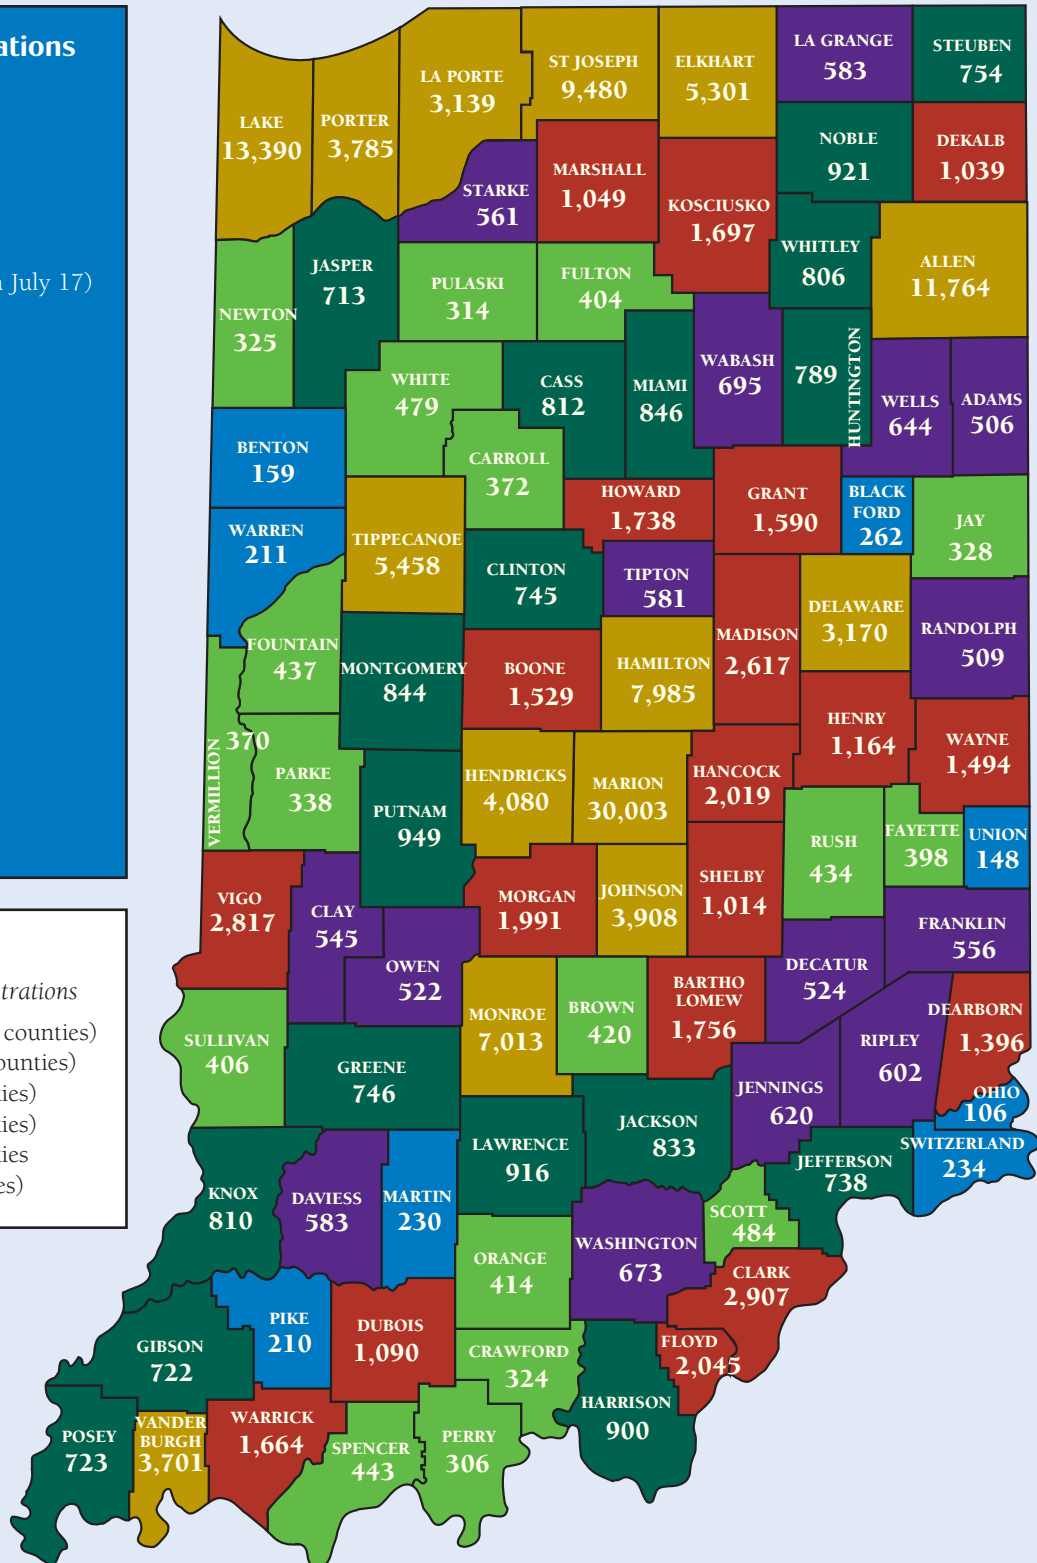 ations
n July 17)
trations
counties)
ounties)
ties)
ties)
ties
es)
LAKE
13,390
PORTER
3,785
LA PORTE
3,139
ST JOSEPH
9,480
ELKHART
5,301
LA GRANGE
583
STEUBEN
754
STARKE
561
MARSHALL
1,049
KOSCIUSKO
1,697
NOBLE
921
DEKALB
1,039
WHITLEY
806
ALLEN
11,764
NEWTON
325
JASPER
713
PULASKI
314
FULTON
404
WHITE
479
CASS
812
MIAMI
846
WABASH
695
HUNTINGTON
789
WELLS
644
ADAMS
506
BENTON
159
CARROLL
372
HOWARD
1,738
GRANT
1,590
BLACK
FORD
262
JAY
328
WARREN
211
TIPPECANOE
5,458
CLINTON
745
TIPTON
581
MADISON
2,617
DELAWARE
3,170
RANDOLPH
509
FOUNTAIN
437
MONTGOMERY
844
BOONE
1,529
HAMILTON
7,985
HENRY
1,164
WAYNE
1,494
VERMILLION
370
PARKE
338
PUTNAM
949
HENDRICKS
4,080
MARION
30,003
HANCOCK
2,019
RUSH
434
FAYETTE
398
UNION
148
VIGO
2,817
CLAY
545
OWEN
522
MORGAN
1,991
JOHNSON
3,908
SHELBY
1,014
FRANKLIN
556
DECATUR
524
SULLIVAN
406
GREENE
746
MONROE
7,013
BROWN
420
BARTHO
LOMEW
1,756
JENNINGS
620
RIPLEY
602
DEARBORN
1,396
OHIO
106
SWITZERLAND
234
KNOX
810
DAVIESS
583
MARTIN
230
LAWRENCE
916
JACKSON
833
JEFFERSON
738
SCOTT
484
ORANGE
414
WASHINGTON
673
CLARK
2,907
FLOYD
2,045
GIBSON
722
PIKE
210
DUBOIS
1,090
CRAWFORD
324
HARRISON
900
POSEY
723
VANDER
BURGH
3,701
WARRICK
1,664
SPENCER
443
PERRY
306